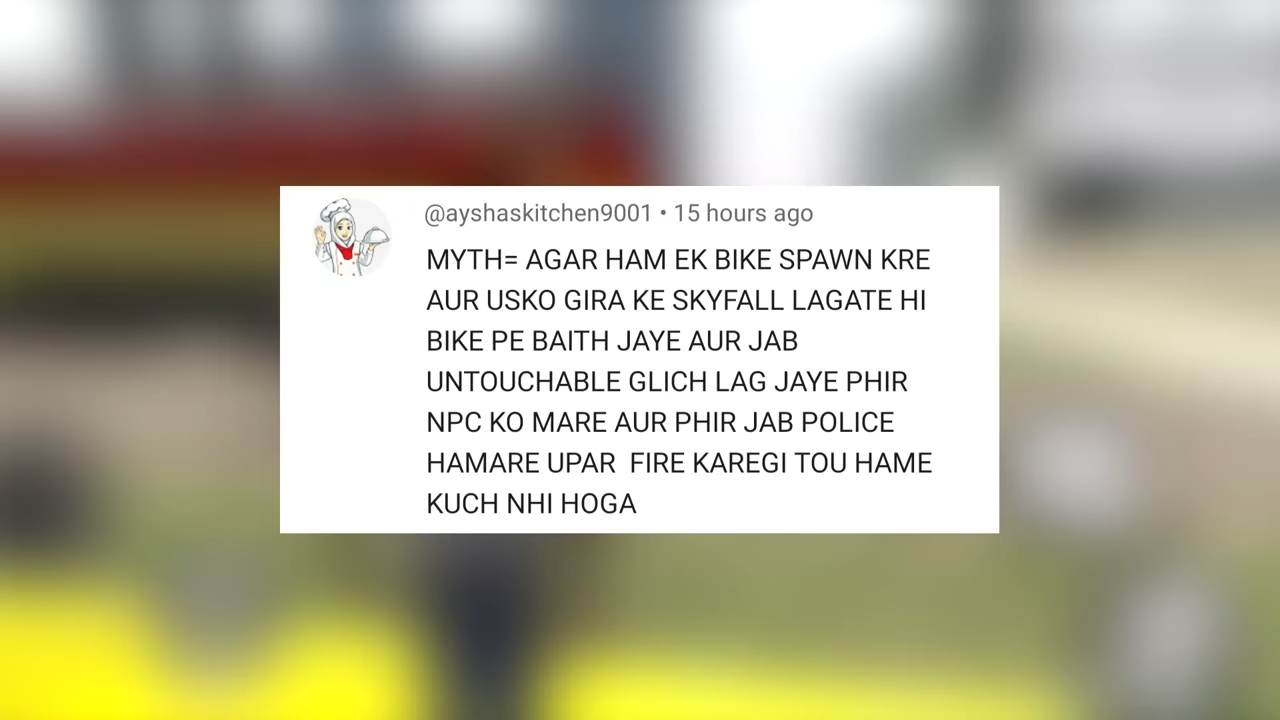 @ayshaskitchen9001 • 15 hours ago
MYTH= AGAR HAM EK BIKE SPAWN KRE
AUR USKO GIRA KE SKYFALL LAGATE HI
BIKE PE BAITH JAYE AUR JAB
UNTOUCHABLE GLICH LAG JAYE PHIR
NPC KO MARE AUR PHIR JAB POLICE
HAMARE UPAR  FIRE KAREGI TOU HAME
KUCH NHI HOGA